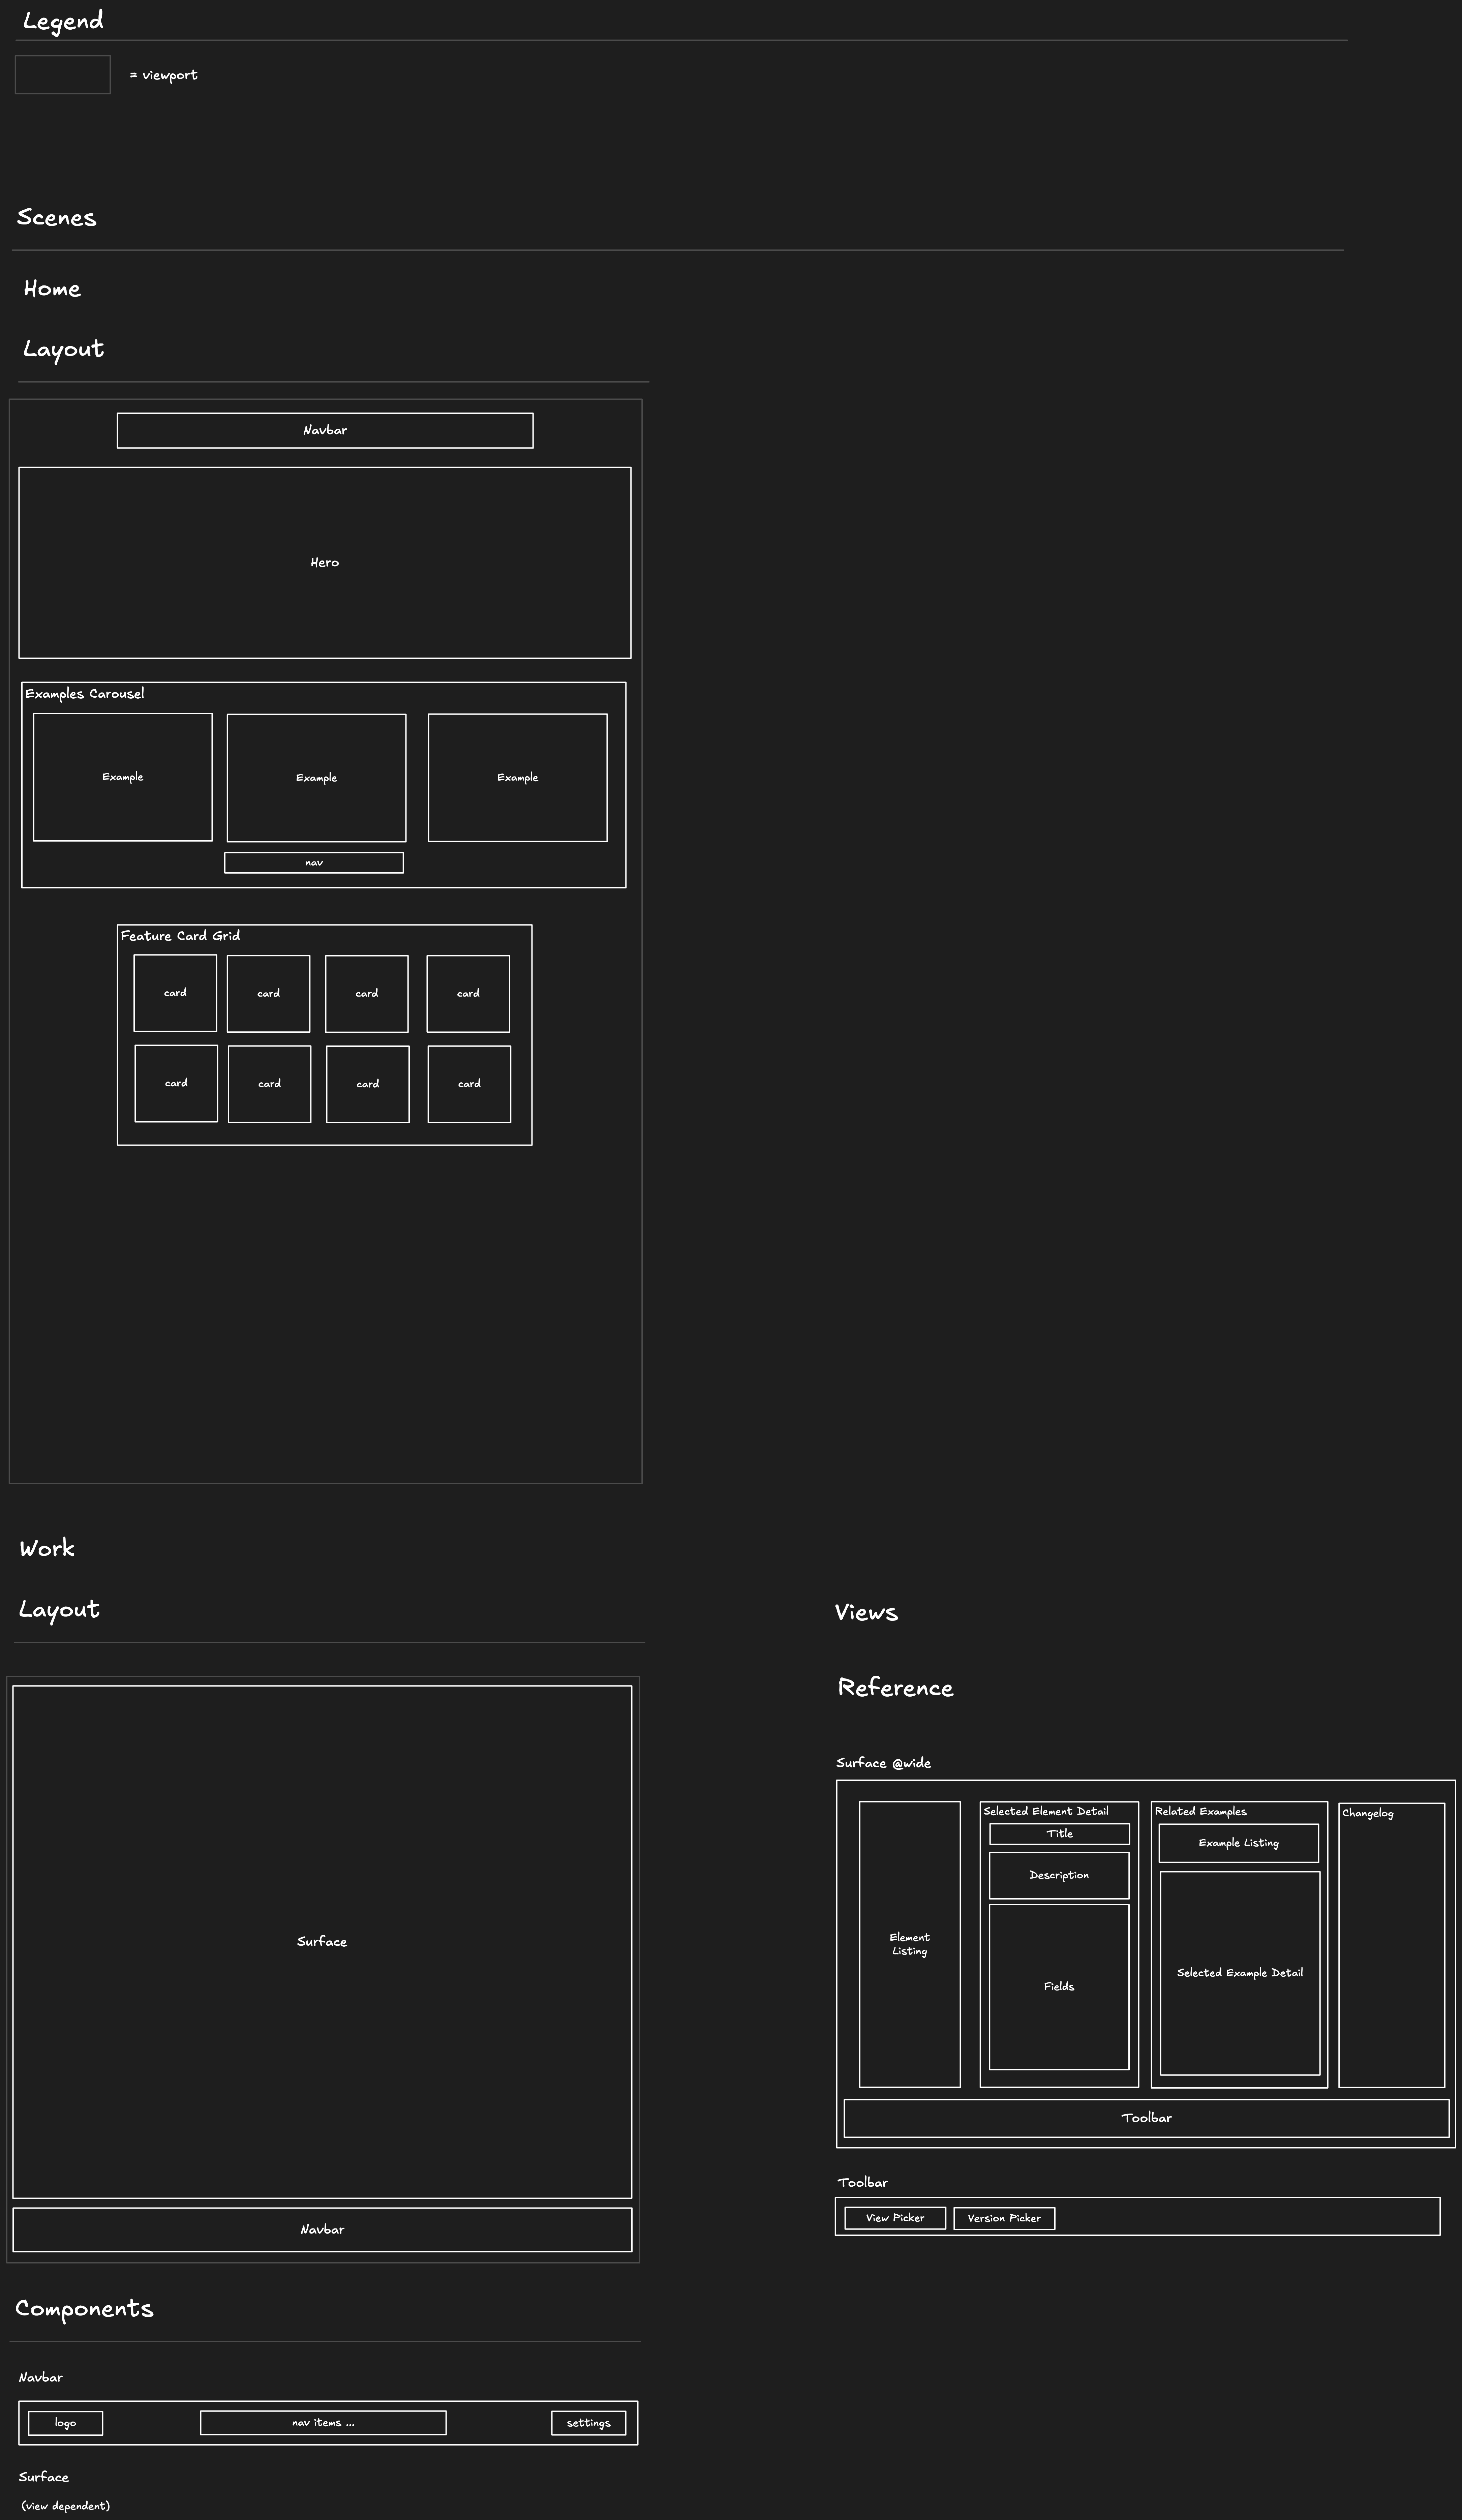 Legend
= viewport
Scenes
Home
Layout
Navbar
Hero
Examples Carousel
Example
Example
Example
nav
Feature Card Grid
card
card
card
card
card
card
card
card
Work
Layout
Surface
Navbar
Views
Reference
Surface @wide
Element
Listing
Selected Element Detail
Title
Description
Fields
Related Examples
Example Listing
Selected Example Detail
Changelog
Toolbar
Toolbar
View Picker
Version Picker
Components
Navbar
logo
nav items ...
settings
Surface
(view dependent)